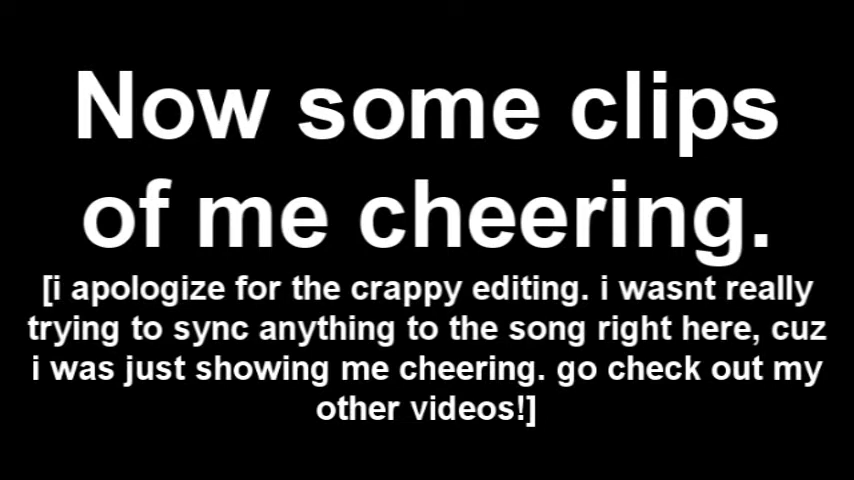 Now some clips
of me cheering.
[i apologize for the crappy editing. i wasnt really
trying to sync anything to the song right here, cuz
i was just showing me cheering. go check out my
other videos!]